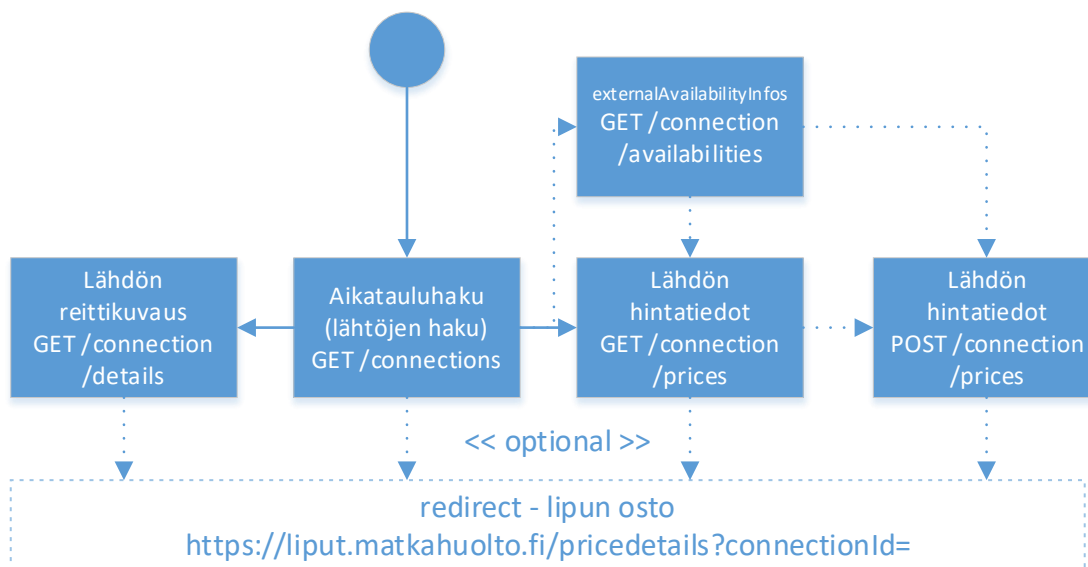 externalAvailabilityInfos
GET /connection
/availabilities
Lähdön
reittikuvaus
GET /connection
/details
Aikatauluhaku
(lähtöjen haku)
GET /connections
Lähdön
hintatiedot
GET /connection
/prices
Lähdön
hintatiedot
POST /connection
/prices
<< optional >>
redirect - lipun osto
https://liput.matkahuolto.fi/pricedetails?connectionId=